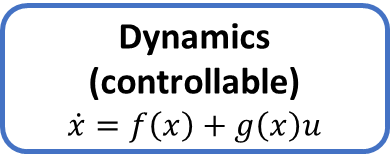 Dynamics
(controllable)
ẋ = f(x) + g(x)u